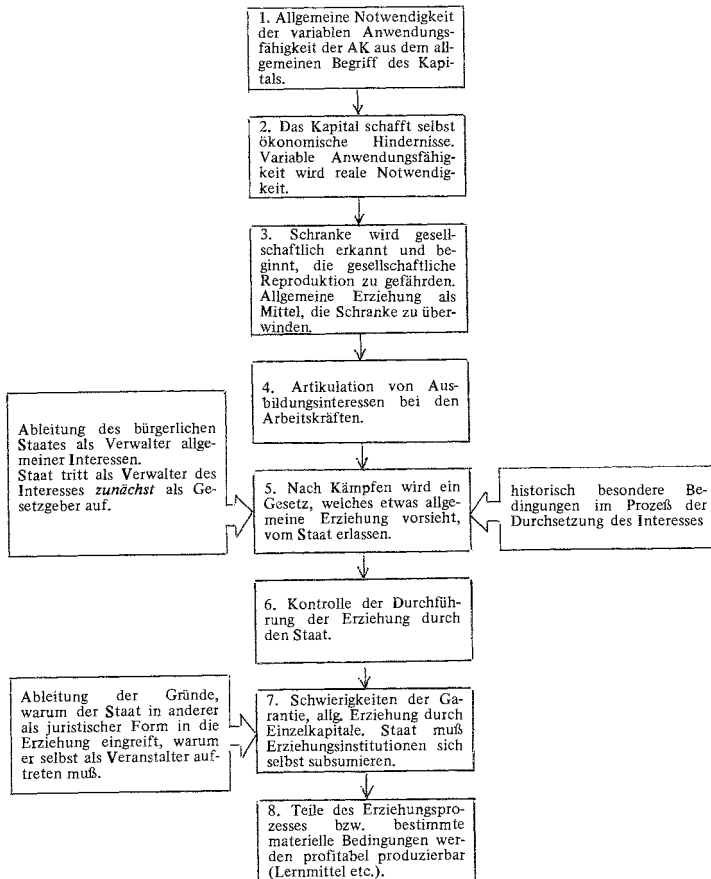 1. Allgemeine Notwendigkeit
der variablen Anwendungs-
fähigkeit der AK aus dem all-
gemeinen Begriff des Kapi-
tals.
2. Das Kapital schafft selbst
ökonomische Hindernisse.
Variable Anwendungsfähig-
keit wird reale Notwendig-
keit.
3. Schranke wird gesell-
schaftlich erkannt und be-
ginnt, die gesellschaftliche
Reproduktion zu gefährden.
Allgemeine Erziehung als
Mittel, die Schranke zu über-
winden.
4. Artikulation von Aus-
bildungsinteressen bei den
Arbeitskräften.
Ableitung des bürgerlichen
Staates als Verwalter allge-
meiner Interessen.
Staat tritt als Verwalter des
Interesses zunächst als Ge-
setzgeber auf.
5. Nach Kämpfen wird ein
Gesetz, welches etwas allge-
meine Erziehung vorsieht,
vom Staat erlassen.
historisch besondere Be-
dingungen im Prozeß der
Durchsetzung des Interesses
6. Kontrolle der Durchfüh-
rung der Erziehung durch
den Staat.
Ableitung der Gründe,
warum der Staat in anderer
als juristischer Form in die
Erziehung eingreift, warum
er selbst als Veranstalter auf-
treten muß.
7. Schwierigkeiten der Ga-
rantie, allg. Erziehung durch
Einzelkapitale. Staat muß
Erziehungsinstitutionen sich
selbst subsumieren.
8. Teile des Erziehungspro-
zesses bzw. bestimmte
materielle Bedingungen wer-
den profitabel produzierbar
(Lernmittel etc.).